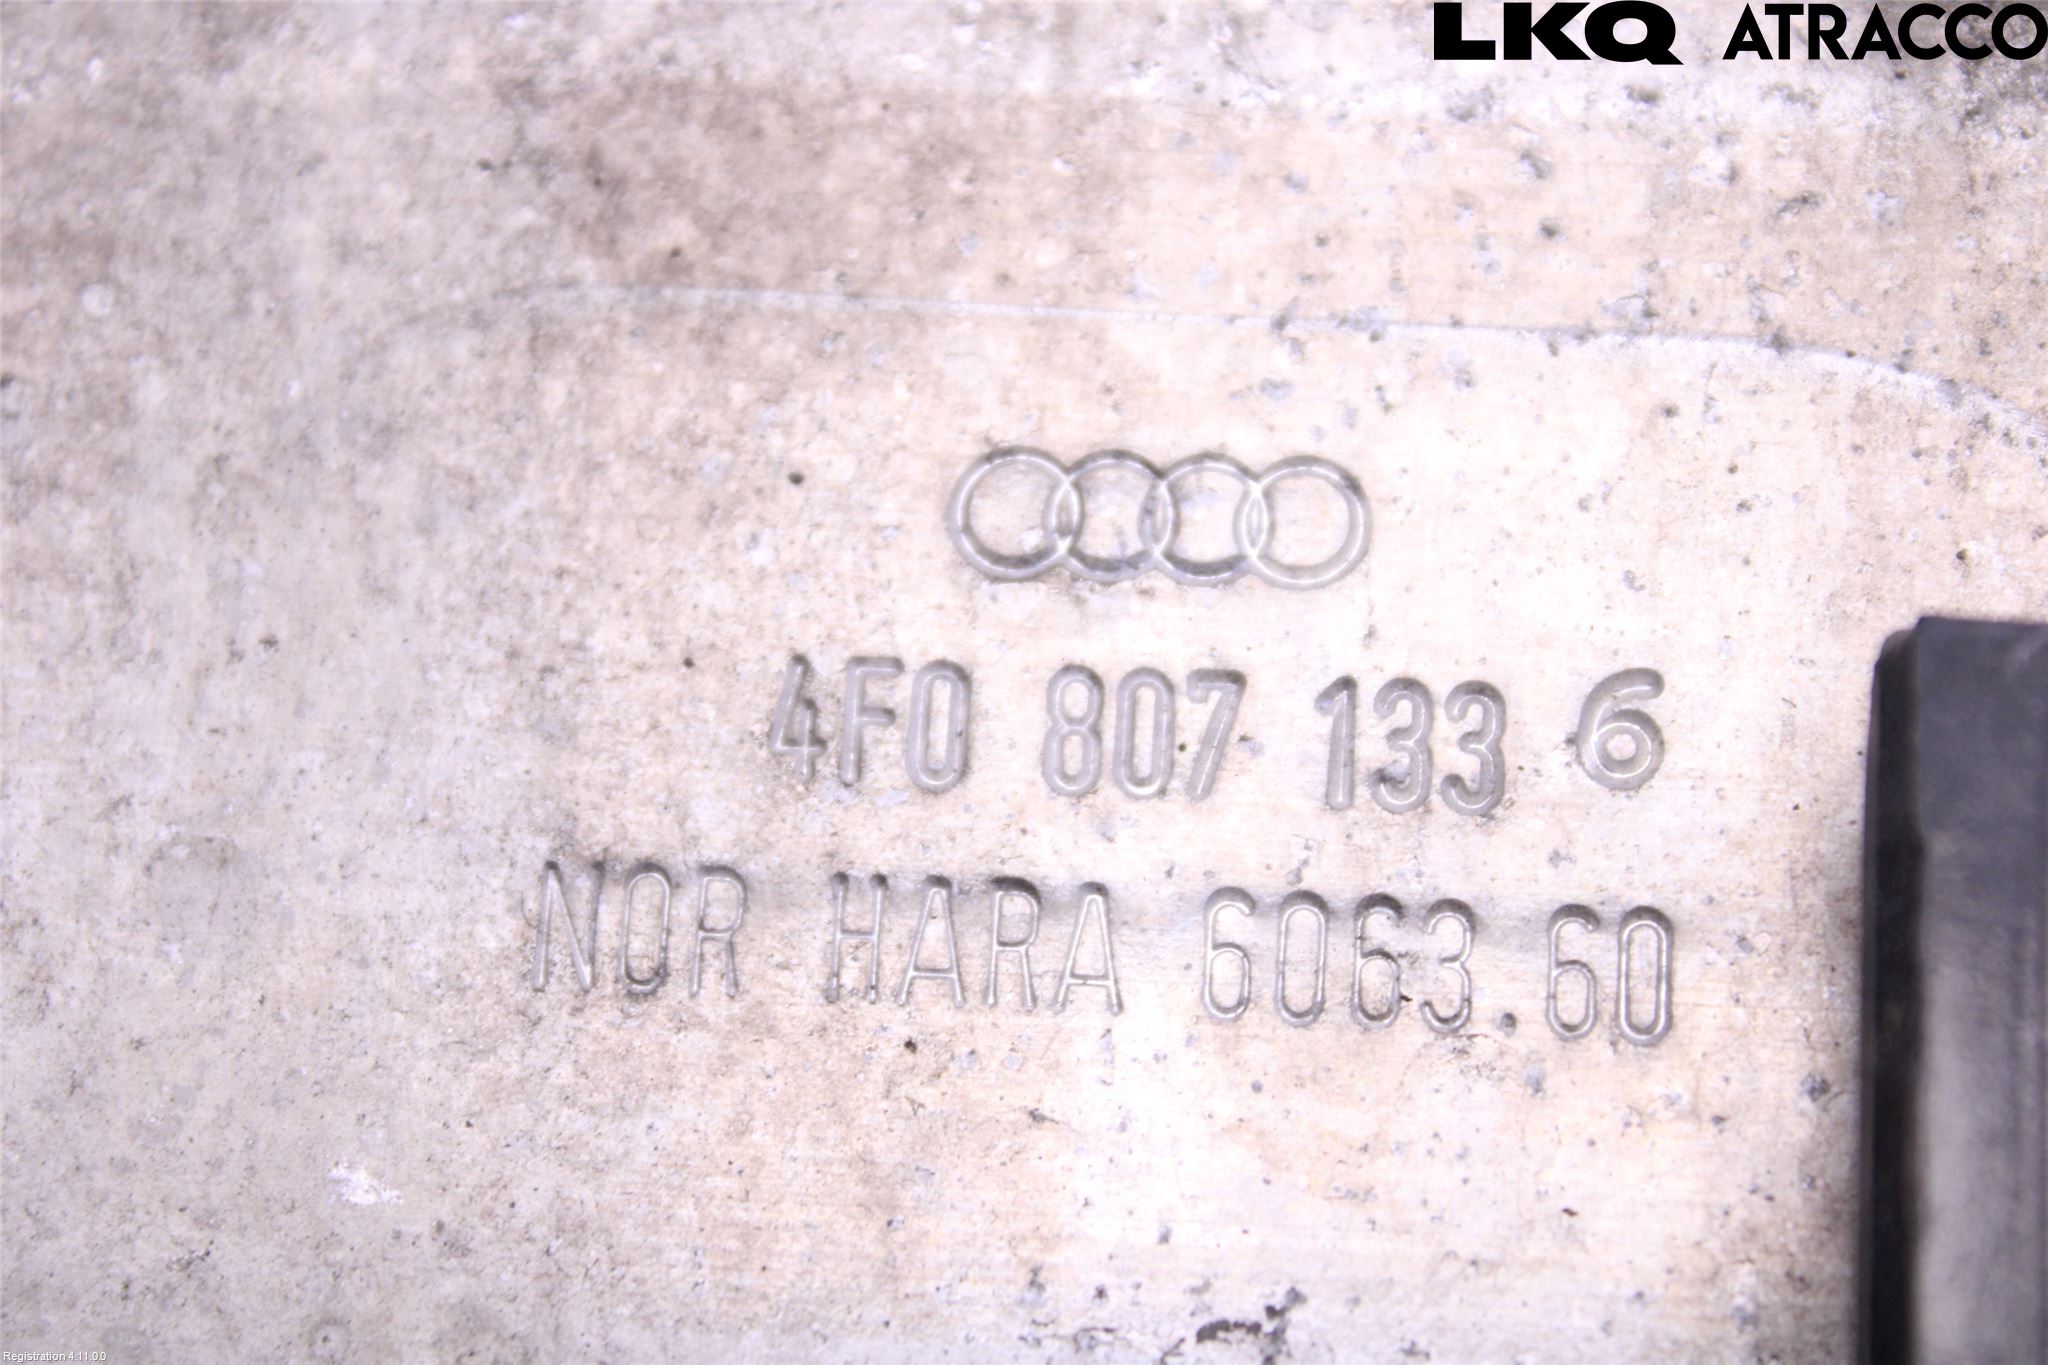 LKQ ATRACCO
4F0 807 133 6
NOR HARA 6063.60
Registration 4.11.0.0